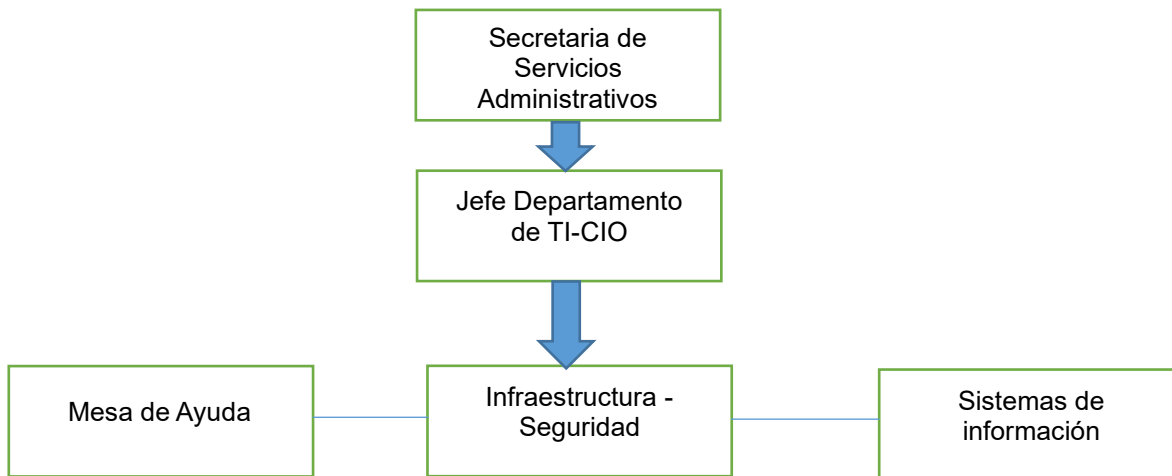 Secretaria de
Servicios
Administrativos
Jefe Departamento
de TI-CIO
Mesa de Ayuda
Infraestructura -
Seguridad
Sistemas de
información